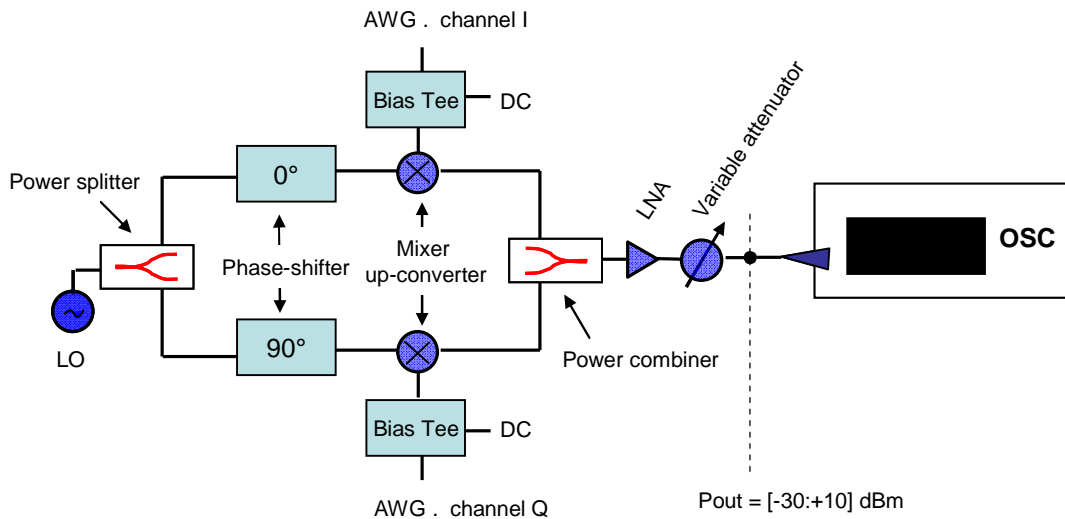 AWG . channel I
Bias Tee
DC
Variable attenuator
LNA
Power splitter
0°
OSC
Phase-shifter
Mixer
up-converter
LO
90°
Power combiner
Bias Tee
DC
AWG . channel Q
Pout = [-30:+10] dBm